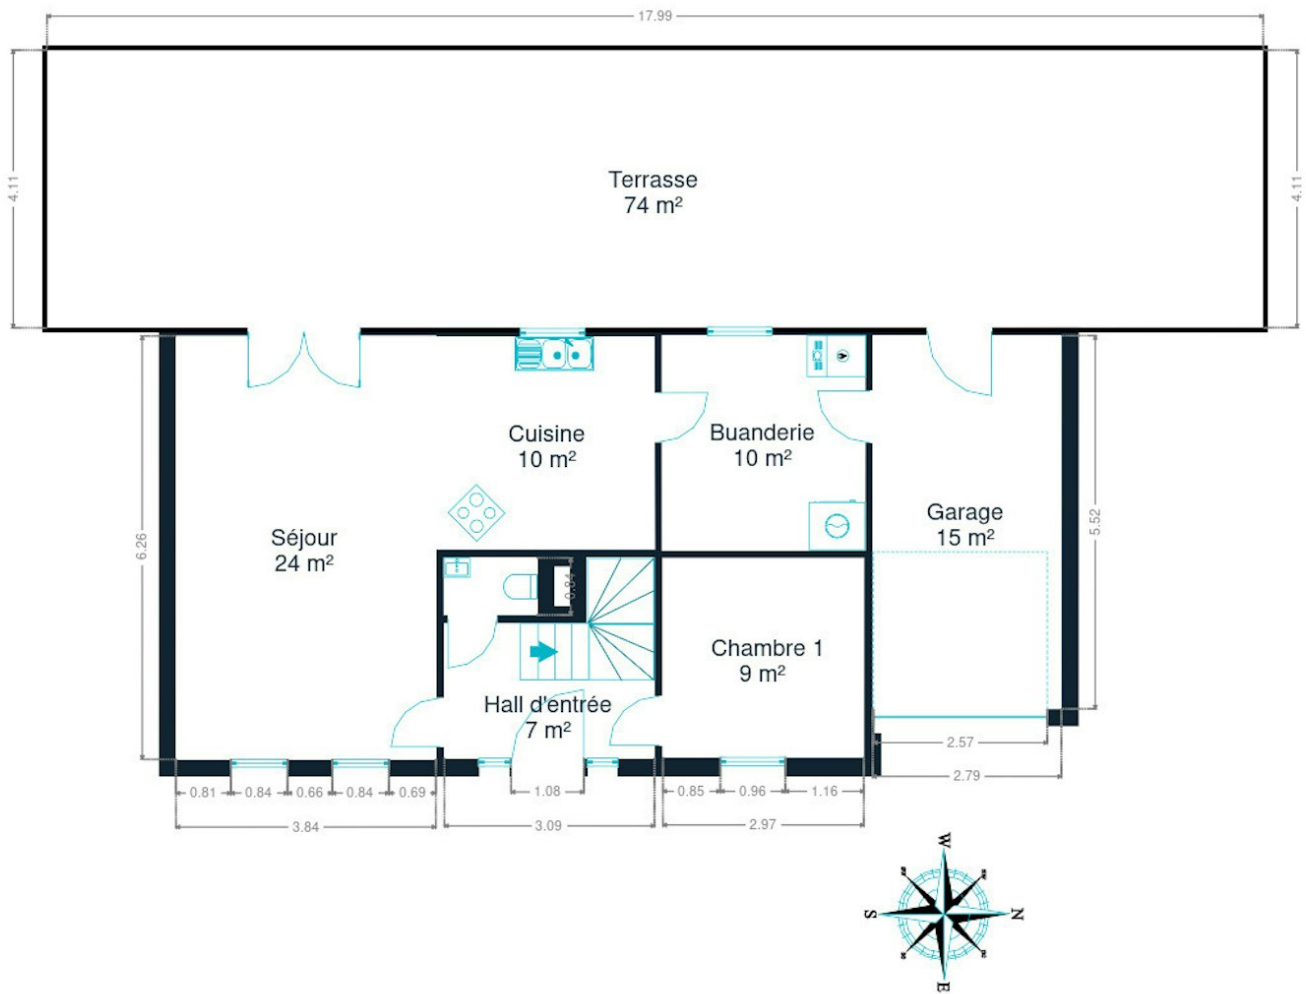 17.99
4.11
4.11
Terrasse
74 m²
Cuisine
10 m²
Buanderie
10 m²
Garage
15 m²
Séjour
24 m²
6.26
5.52
0.84
Chambre 1
9 m²
Hall d'entrée
7 m²
2.57
2.79
0.81
0.84
0.66
0.84
0.69
1.08
0.85
0.96
1.16
3.84
3.09
2.97
W
S
N
E